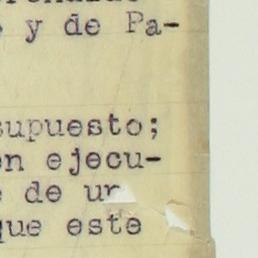 y de Pa-
supuesto;
en ejecu-
de un
que este